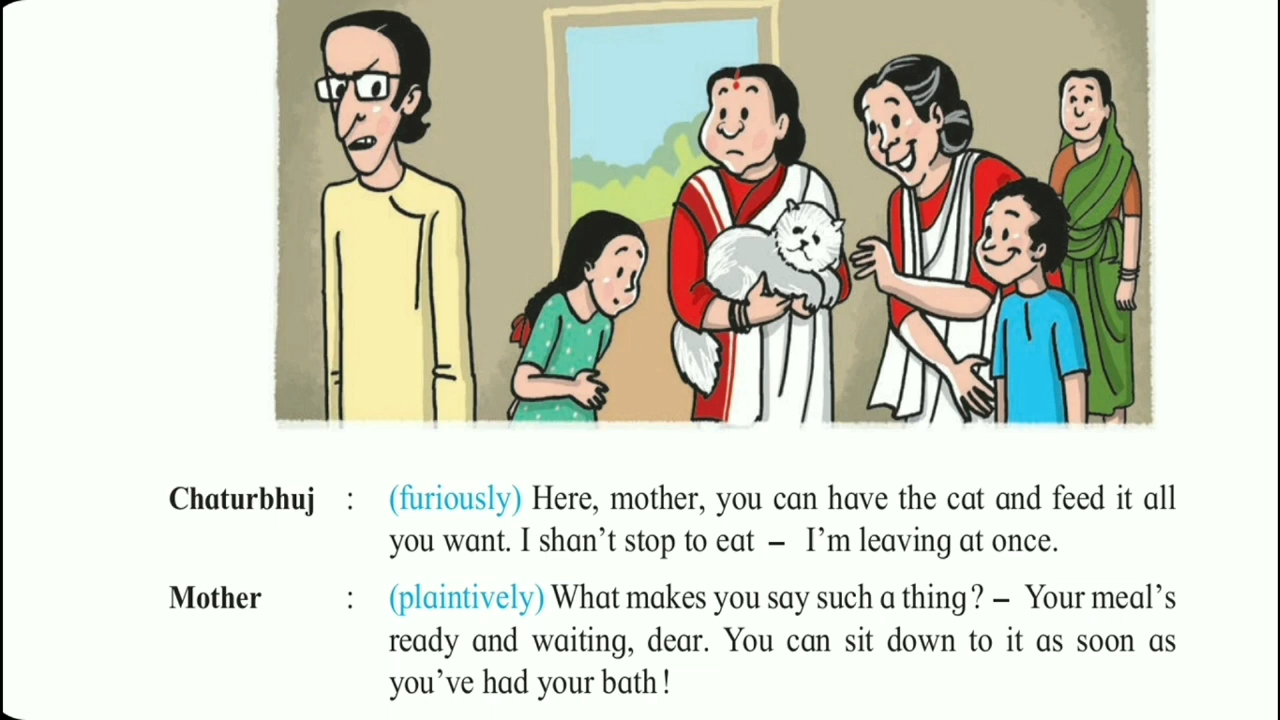 Chaturbhuj : (furiously) Here, mother, you can have the cat and feed it all
you want. I shan't stop to eat – I'm leaving at once.
Mother : (plaintively) What makes you say such a thing? – Your meal's
ready and waiting, dear. You can sit down to it as soon as
you've had your bath!